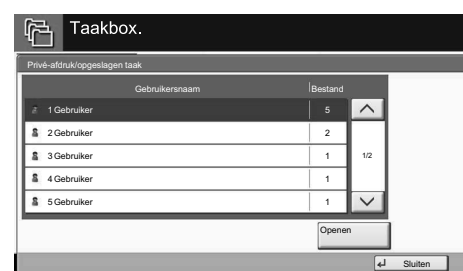 Taakbox.
Privé-afdruk/opgeslagen taak
Gebruikersnaam Bestand
1 Gebruiker 5
2 Gebruiker 2
3 Gebruiker 1
1/2
4 Gebruiker 1
5 Gebruiker 1
Openen
Sluiten